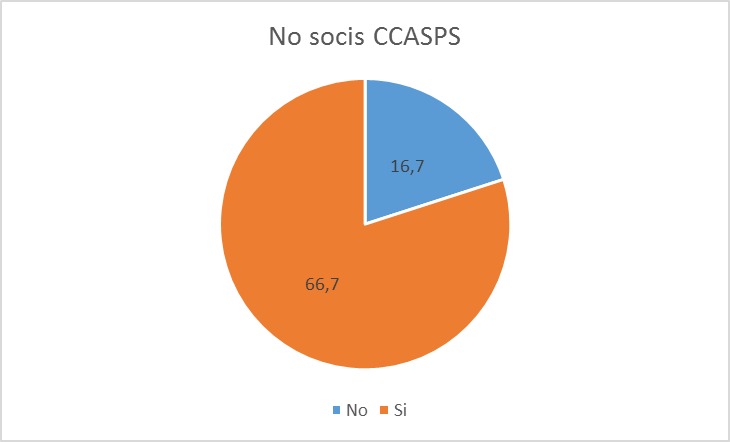 No socis CCASPS
16,7
66,7
No Si